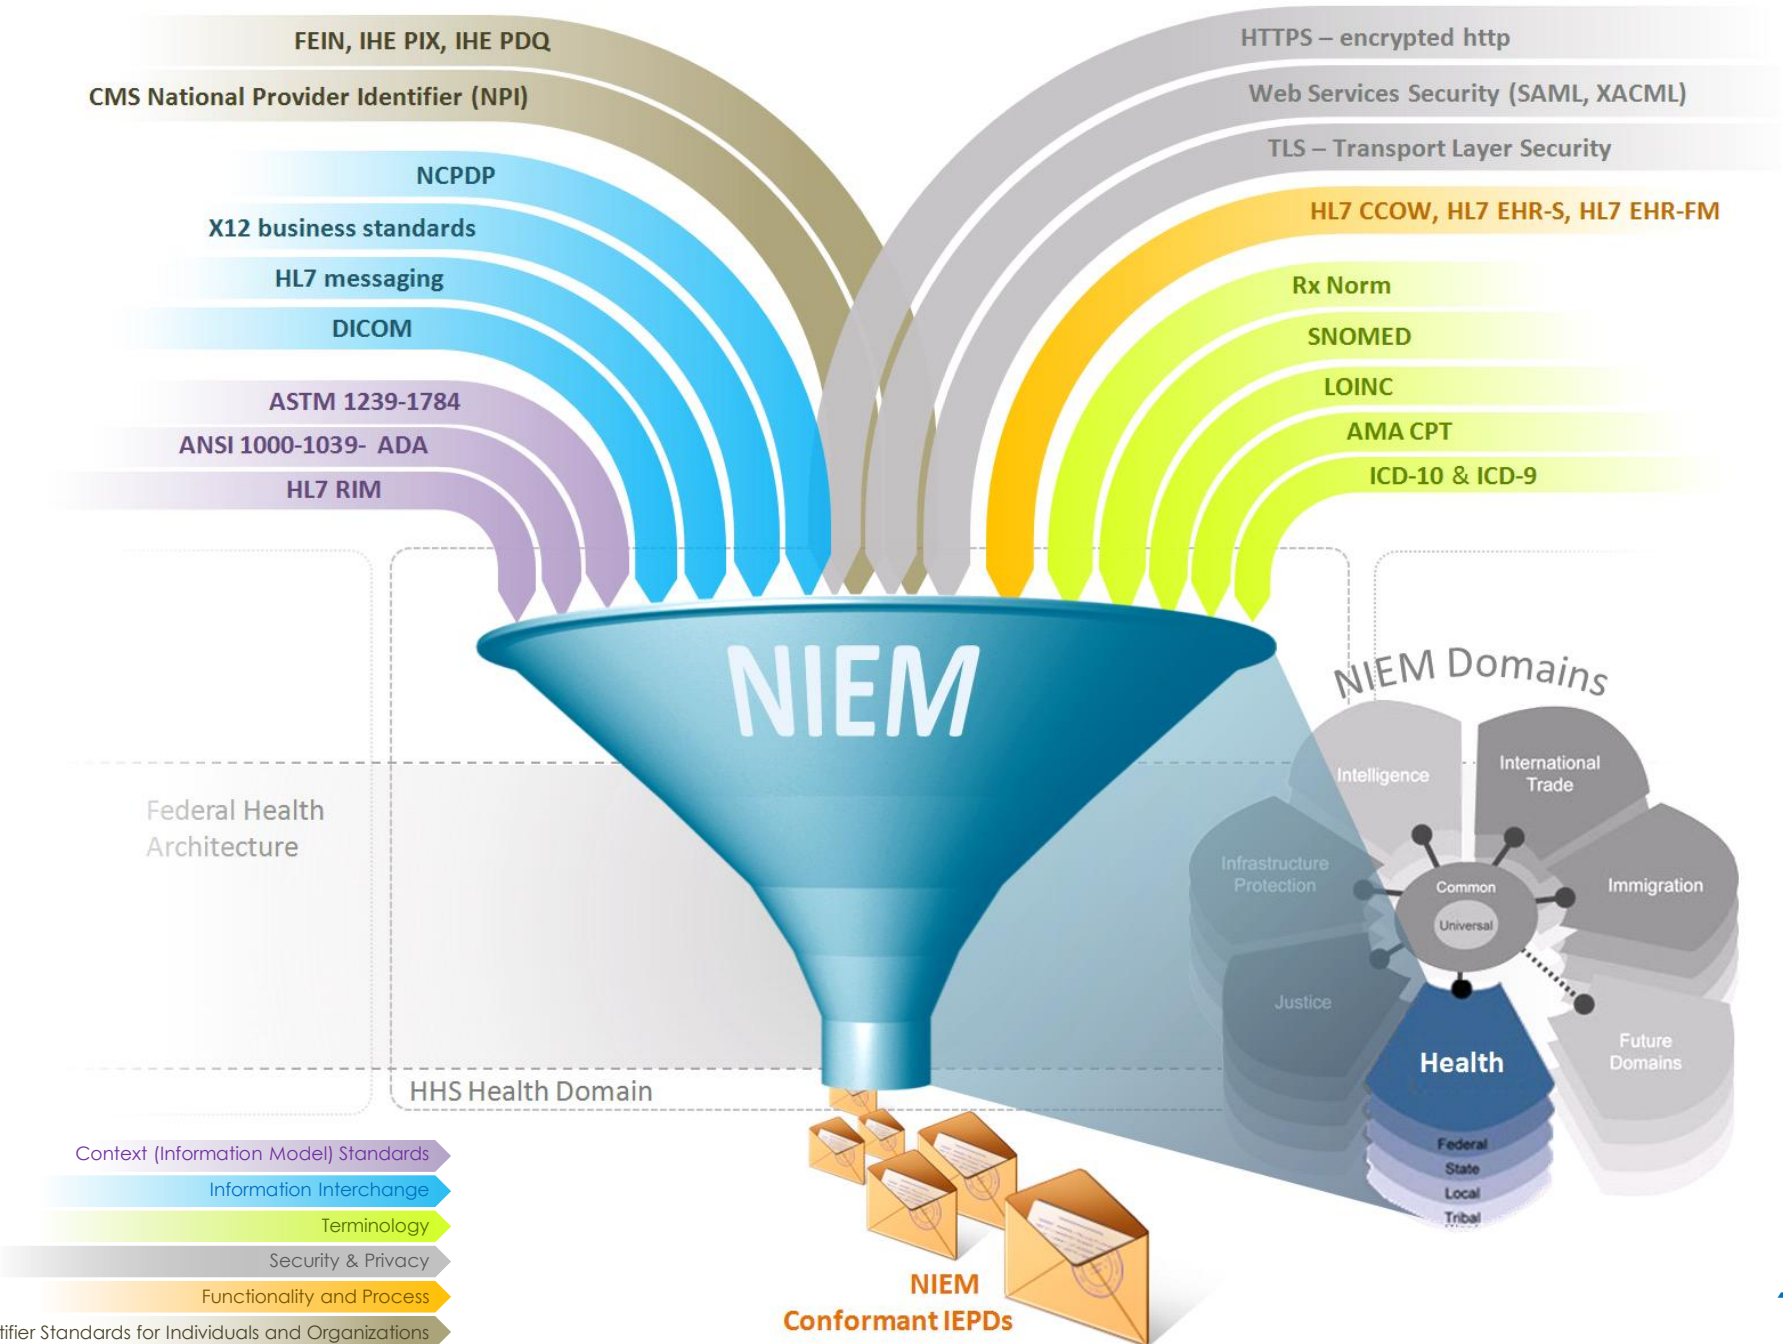 FEIN, IHE PIX, IHE PDQ
CMS National Provider Identifier (NPI)
NCPDP
X12 business standards
HL7 messaging
DICOM
ASTM 1239-1784
ANSI 1000-1039- ADA
HL7 RIM
HTTPS – encrypted http
Web Services Security (SAML, XACML)
TLS – Transport Layer Security
HL7 CCOW, HL7 EHR-S, HL7 EHR-FM
Rx Norm
SNOMED
LOINC
AMA CPT
ICD-10 & ICD-9
NIEM
NIEM Domains
Intelligence
International
Trade
Infrastructure
Protection
Common
Universal
Immigration
Justice
Health
Future
Domains
Federal
State
Local
Tribal
Federal Health
Architecture
HHS Health Domain
Context (Information Model) Standards
Information Interchange
Terminology
Security & Privacy
Functionality and Process
Standards for Individuals and Organizations
NIEM
Conformant IEPDs